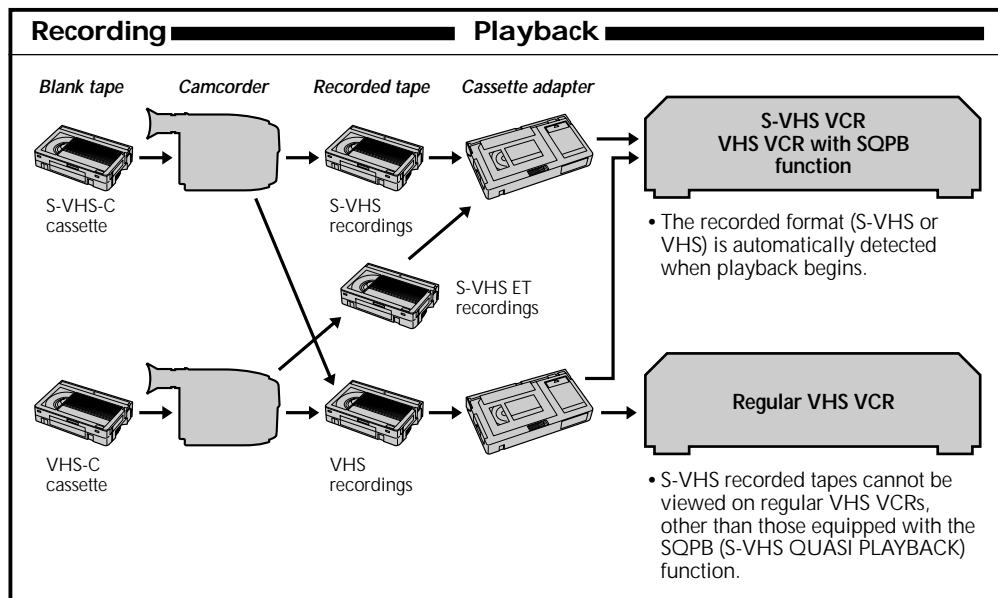 Recording
Playback
Blank tape
Camcorder
Recorded tape
Cassette adapter
S-VHS VCR
VHS VCR with SQPB
function
S-VHS-C
cassette
S-VHS
recordings
• The recorded format (S-VHS or
VHS) is automatically detected
when playback begins.
S-VHS ET
recordings
Regular VHS VCR
VHS-C
cassette
VHS
recordings
• S-VHS recorded tapes cannot be
viewed on regular VHS VCRs,
other than those equipped with the
SQPB (S-VHS QUASI PLAYBACK)
function.